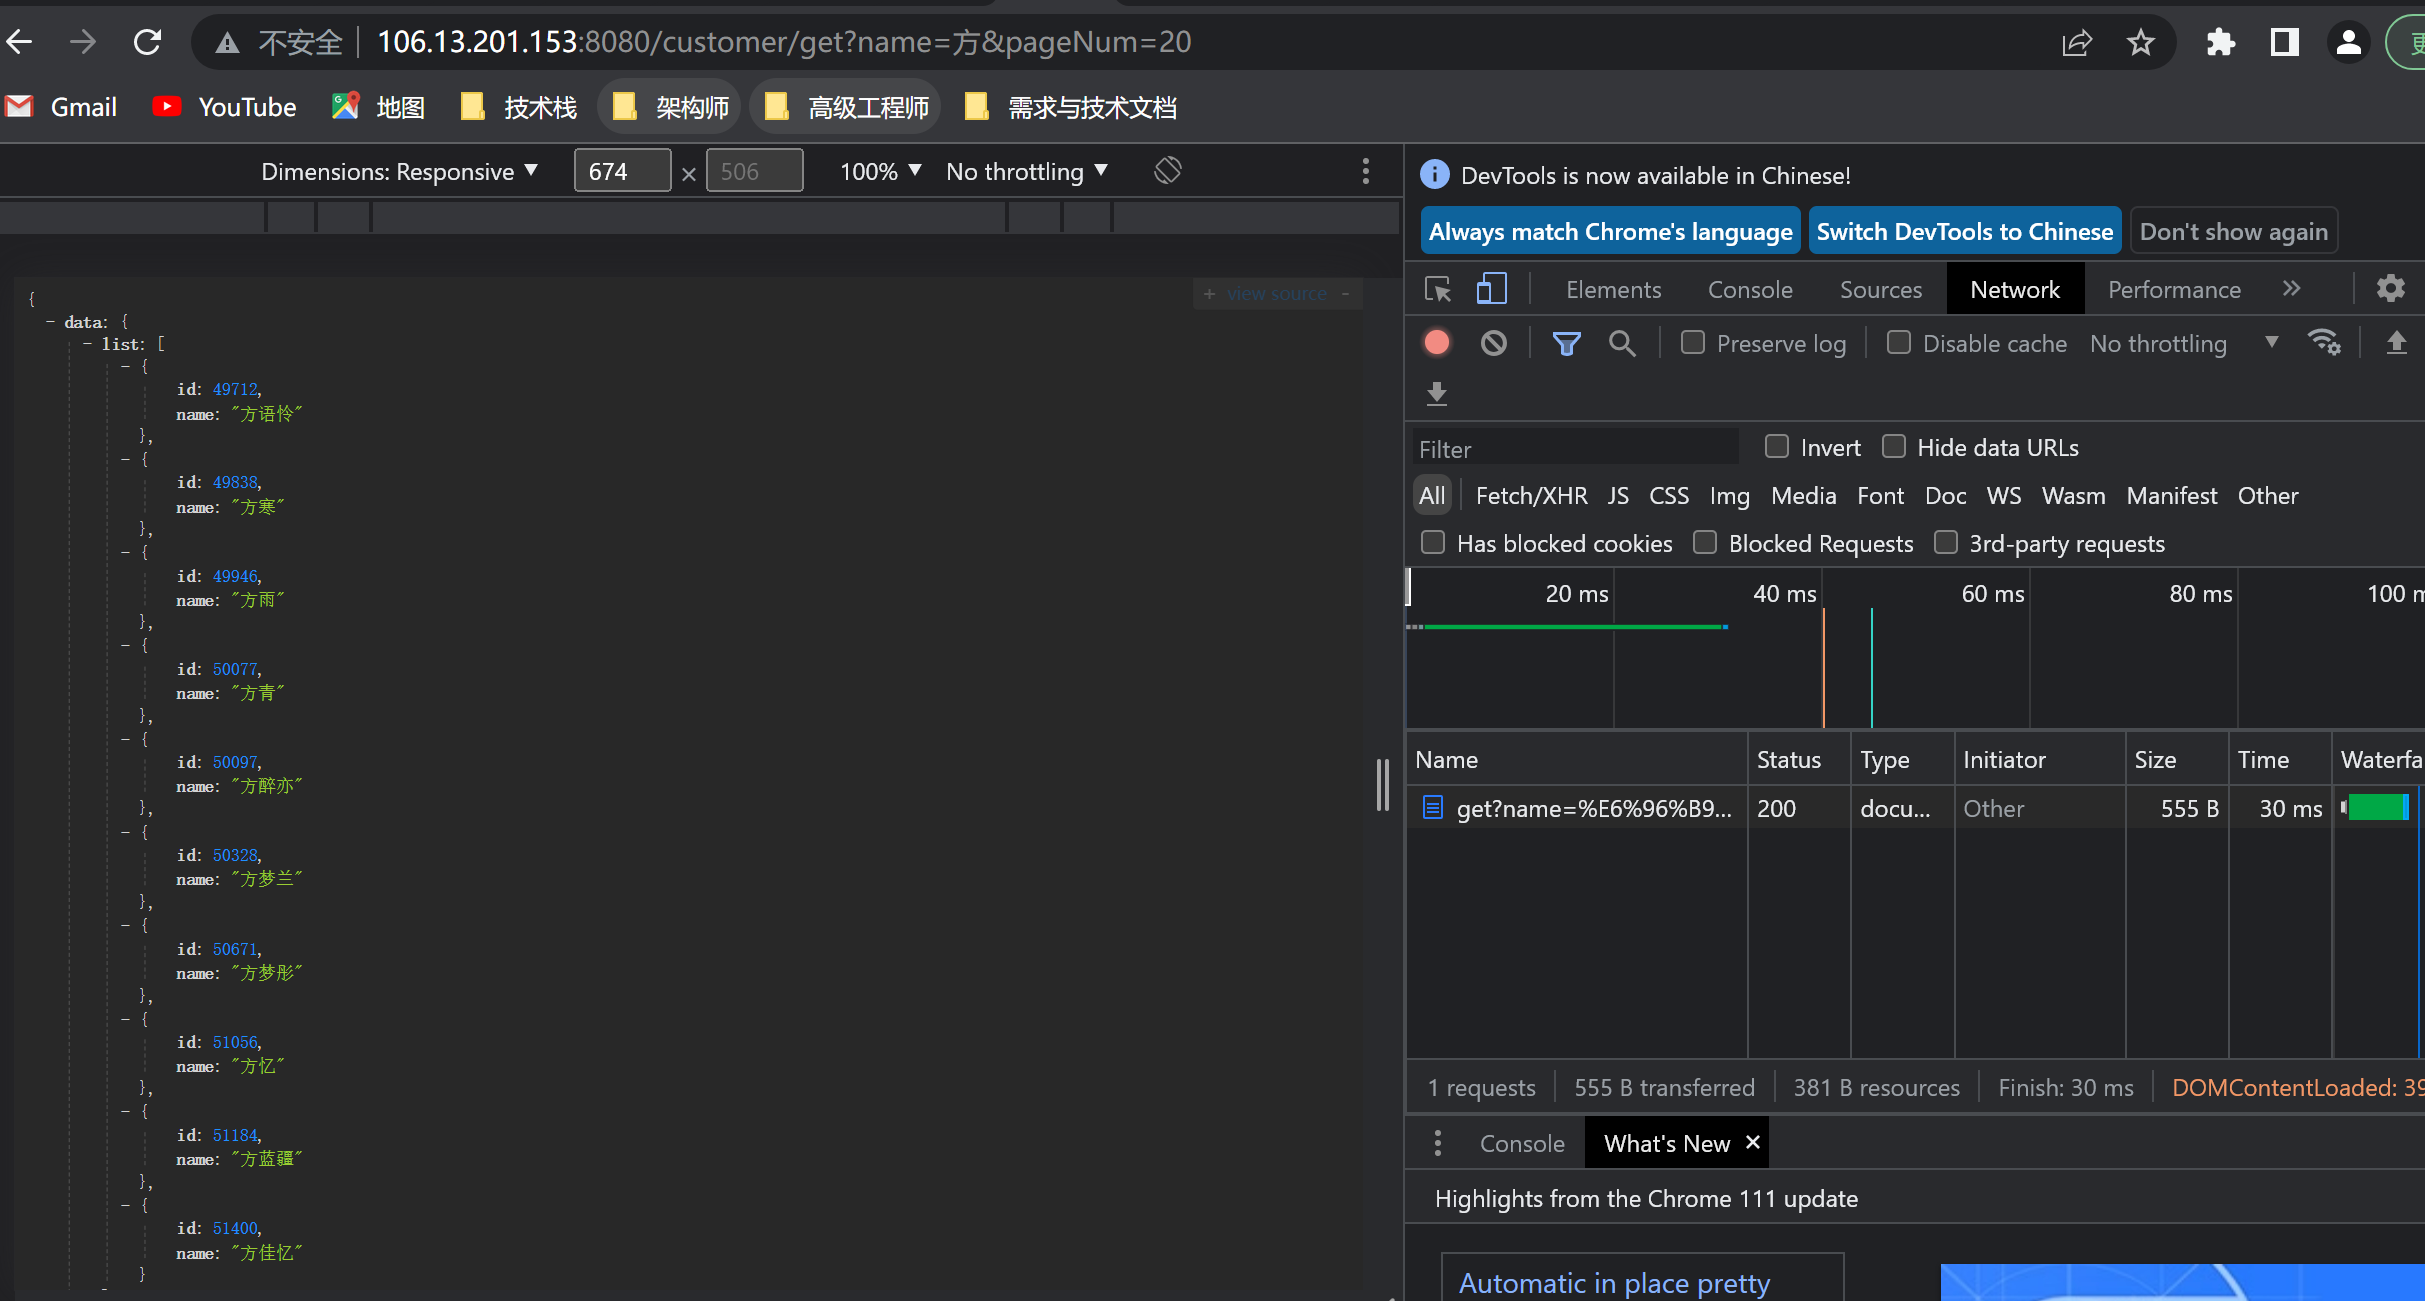 不安全 106.13.201.153:8080/customer/get?name=方&pageNum=20
Gmail YouTube 地图 技术栈 架构师 高级工程师 需求与技术文档
Dimensions: Responsive ▼ 674 × 506 100% ▼ No throttling ▼
+ view source -
{
- data: {
- list: [
- {
id: 49712,
name: "方语怜"
},
- {
id: 49838,
name: "方寒"
},
- {
id: 49946,
name: "方雨"
},
- {
id: 50077,
name: "方青"
},
- {
id: 50097,
name: "方醉亦"
},
- {
id: 50328,
name: "方梦兰"
},
- {
id: 50671,
name: "方梦彤"
},
- {
id: 51056,
name: "方忆"
},
- {
id: 51184,
name: "方蓝疆"
},
- {
id: 51400,
name: "方佳忆"
}
DevTools is now available in Chinese!
Always match Chrome's language Switch DevTools to Chinese Don't show again
Elements Console Sources Network Performance »
Preserve log Disable cache No throttling ▼
Filter Invert Hide data URLs
All Fetch/XHR JS CSS Img Media Font Doc WS Wasm Manifest Other
Has blocked cookies Blocked Requests 3rd-party requests
20 ms 40 ms 60 ms 80 ms 100 m
Name Status Type Initiator Size Time Waterfa
get?name=%E6%96%B9... 200 docu... Other 555 B 30 ms
1 requests 555 B transferred 381 B resources Finish: 30 ms DOMContentLoaded: 39
Console What's New ×
Highlights from the Chrome 111 update
Automatic in place pretty